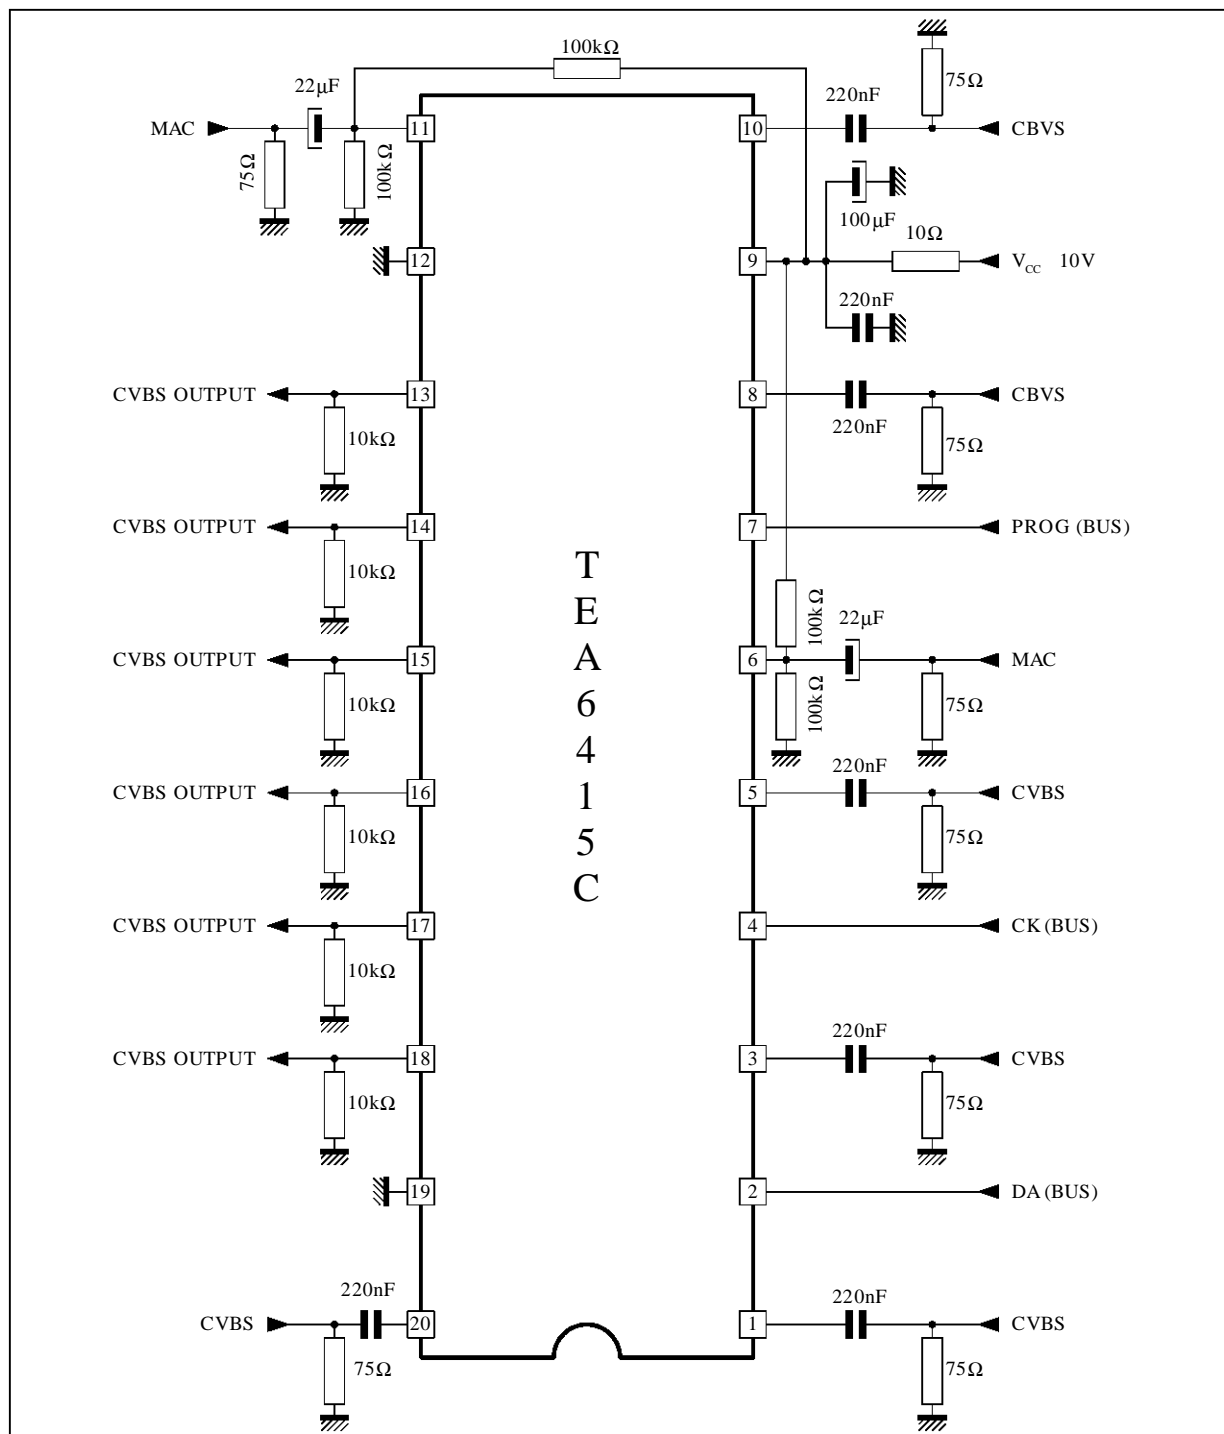 100kΩ
75Ω
22µF
220nF
MAC
11
10
CBVS
75Ω
100kΩ
100µF
10Ω
12
9
V_CC 10V
220nF
CVBS OUTPUT
13
8
CBVS
10kΩ
220nF
75Ω
CVBS OUTPUT
14
7
PROG (BUS)
10kΩ
T
E
A
6
4
1
5
C
100kΩ
22µF
CVBS OUTPUT
15
6
MAC
10kΩ
100kΩ
75Ω
220nF
CVBS OUTPUT
16
5
CVBS
10kΩ
75Ω
CVBS OUTPUT
17
4
CK (BUS)
10kΩ
220nF
CVBS OUTPUT
18
3
CVBS
10kΩ
75Ω
19
2
DA (BUS)
220nF
220nF
CVBS
20
1
CVBS
75Ω
75Ω